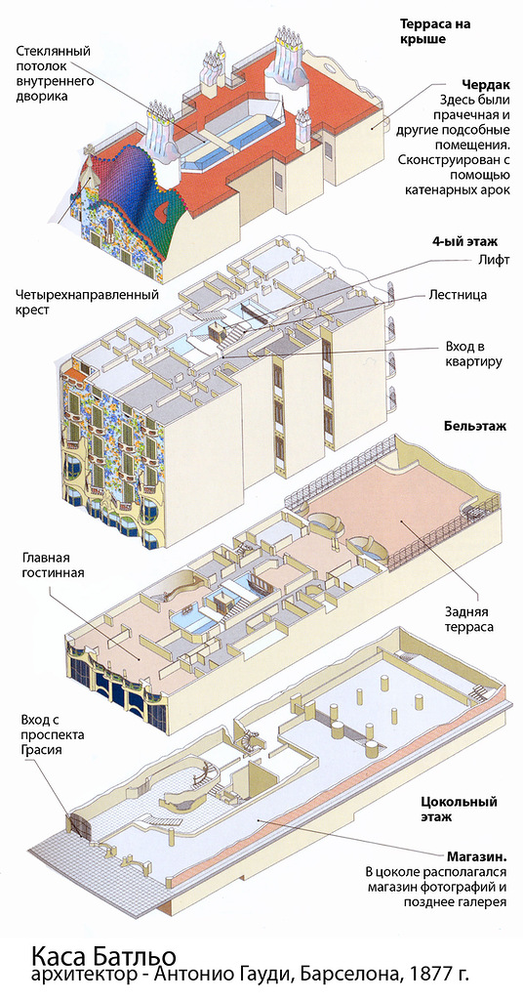 Терраса на
крыше
Стеклянный
потолок
внутреннего
дворика
Чердак
Здесь были
прачечная и
другие подсобные
помещения.
Сконструирован с
помощью
катенарных арок
4-ый этаж
Лифт
Четырехнаправленный
крест
Лестница
Вход в
квартиру
Бельэтаж
Главная
гостинная
Задняя
терраса
Вход с
проспекта
Грасия
Цокольный
этаж
Магазин.
В цоколе располагался
магазин фотографий и
позднее галерея
Каса Батльо
архитектор - Антонио Гауди, Барселона, 1877 г.